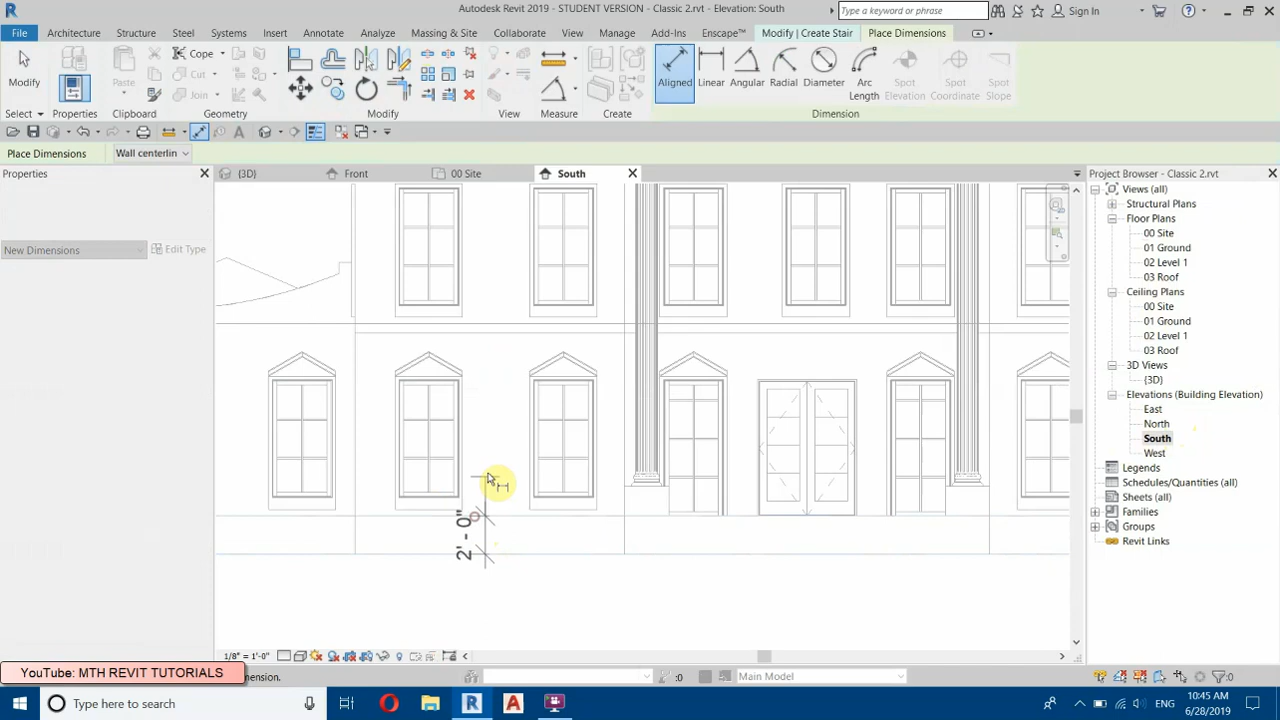 Autodesk Revit 2019 - STUDENT VERSION - Classic 2.rvt - Elevation: South
Type a keyword or phrase
Sign In
File Architecture Structure Steel Systems Insert Annotate Analyze Massing & Site Collaborate View Manage Add-Ins Enscape™ Modify | Create Stair Place Dimensions
Modify
Properties
Paste
Cope
Cut
Join
Aligned Linear Angular Radial Diameter Arc Length Spot Elevation Spot Coordinate Spot Slope
Select Properties Clipboard Geometry Modify View Measure Create Dimension
Place Dimensions Wall centerlin
Properties
{3D} Front 00 Site South
Project Browser - Classic 2.rvt
New Dimensions
Edit Type
Views (all)
Structural Plans
Floor Plans
00 Site
01 Ground
02 Level 1
03 Roof
Ceiling Plans
00 Site
01 Ground
02 Level 1
03 Roof
3D Views
{3D}
Elevations (Building Elevation)
East
North
South
West
Legends
Schedules/Quantities (all)
Sheets (all)
Families
Groups
Revit Links
2' - 0"
1/8" = 1'-0"
YouTube: MTH REVIT TUTORIALS
nsion.
:0
Main Model
:0
Type here to search
ENG
10:45 AM
6/28/2019